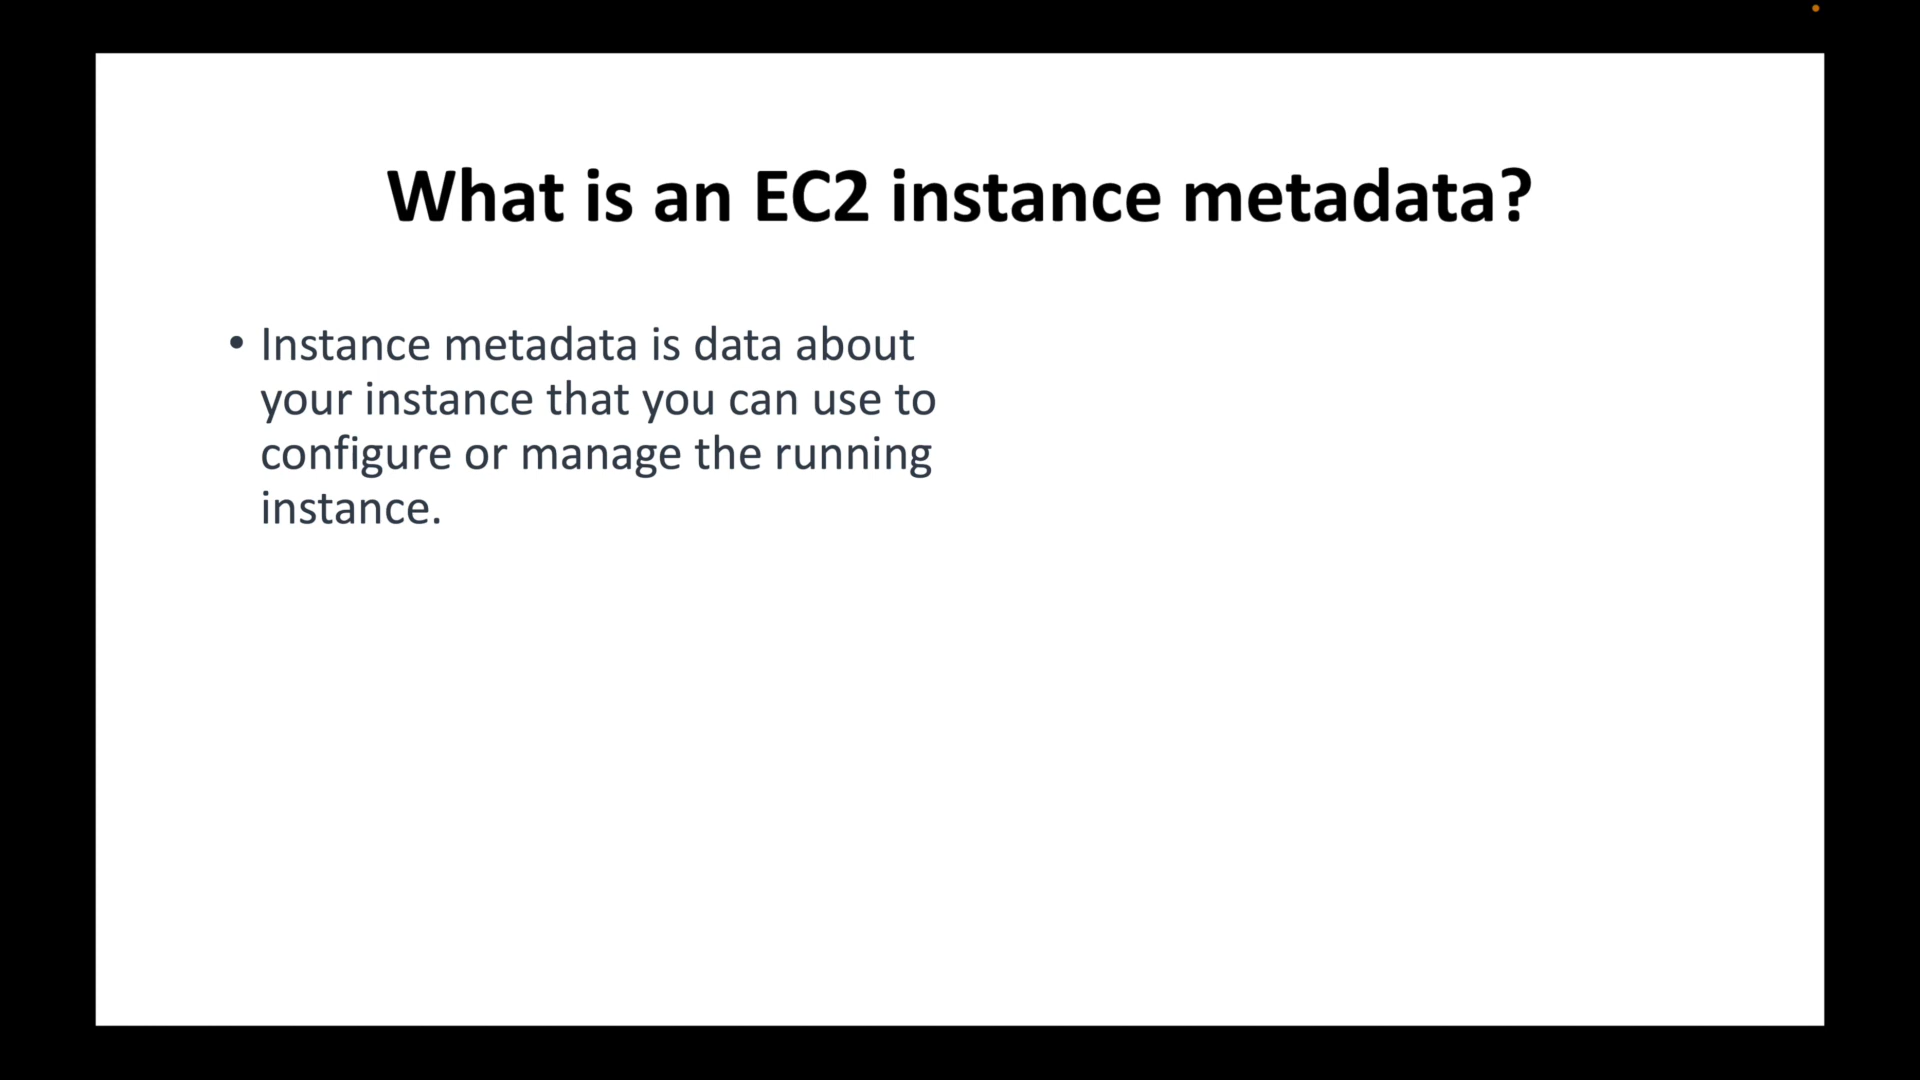 What is an EC2 instance metadata?
• Instance metadata is data about
your instance that you can use to
configure or manage the running
instance.